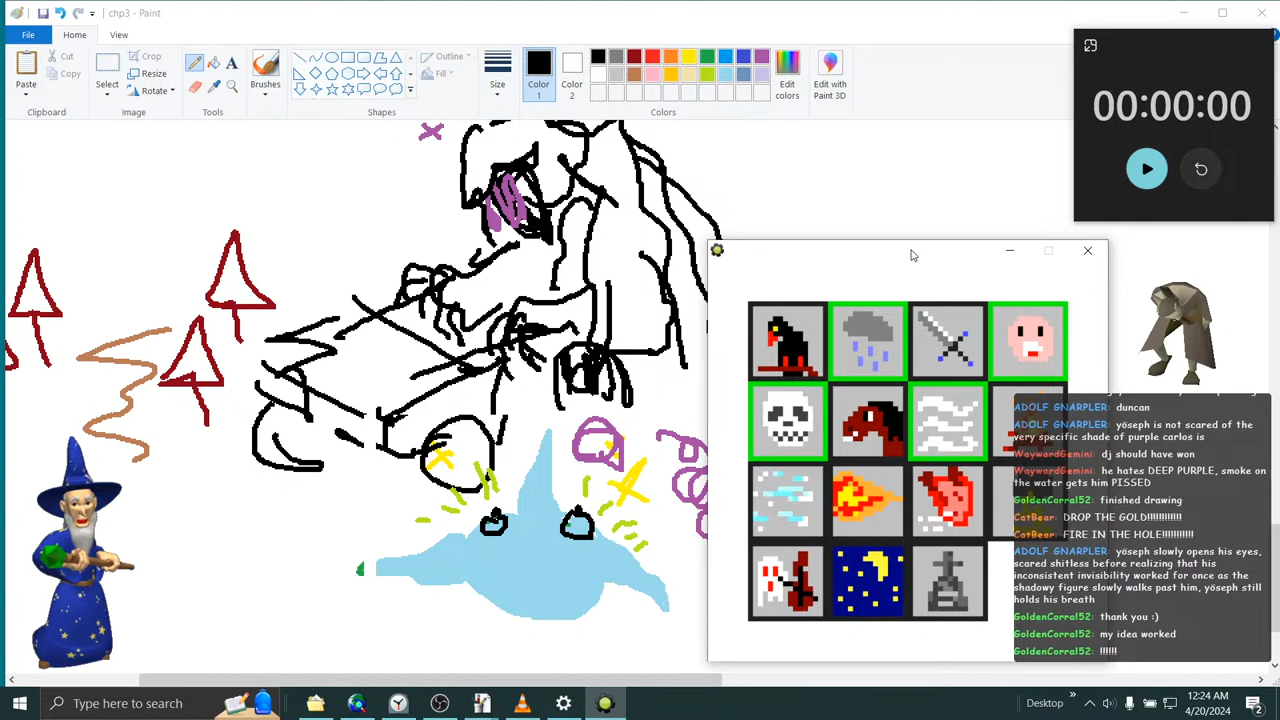 chp3 - Paint
File
Home
View
Paste
Cut
Copy
Clipboard
Select
Crop
Resize
Rotate
Image
Tools
Brushes
Shapes
Outline
Fill
Size
Color
1
Color
2
Edit
colors
Colors
Edit with
Paint 3D
00:00:00
ADOLF GNARPLER: duncan
ADOLF GNARPLER: yöseph is not scared of the
very specific shade of purple carlos is
WaywardGemini: dj should have won
WaywardGemini: he hates DEEP PURPLE, smoke on
the water gets him PISSED
GoldenCorral52: finished drawing
CatBear: DROP THE GOLD!!!!!!!!!!!!
CatBear: FIRE IN THE HOLE!!!!!!!!!!!
ADOLF GNARPLER: yöseph slowly opens his eyes,
scared shitless before realizing that his
inconsistent invisibility worked for once as the
shadowy figure slowly walks past him, yöseph still
holds his breath
GoldenCorral52: thank you :)
GoldenCorral52: my idea worked
GoldenCorral52: !!!!!!
Type here to search
Desktop
12:24 AM
4/20/2024
2